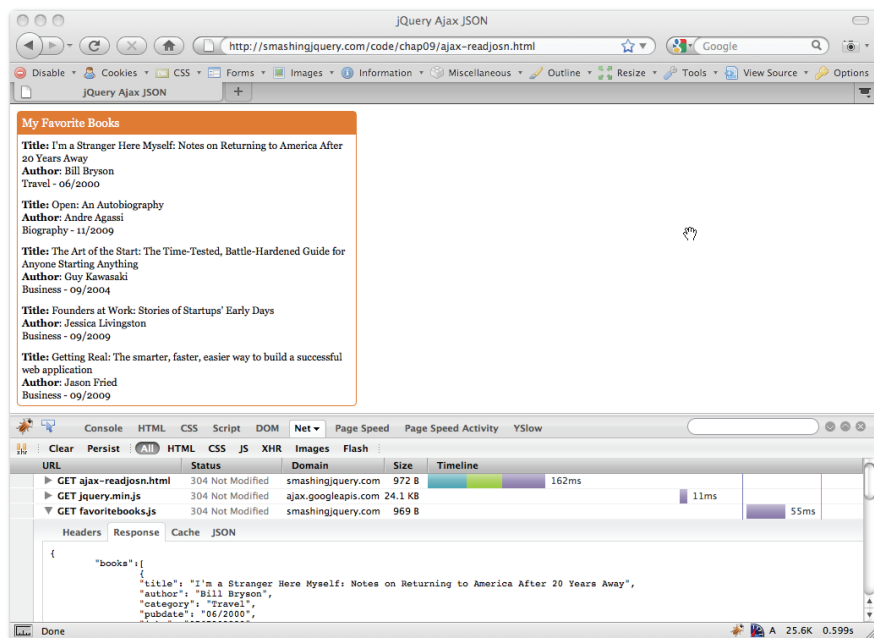 jQuery Ajax JSON
http://smashingjquery.com/code/chap09/ajax-readjosn.html
Google
Disable Cookies CSS Forms Images Information Miscellaneous Outline Resize Tools View Source Options
jQuery Ajax JSON +
My Favorite Books
Title: I'm a Stranger Here Myself: Notes on Returning to America After
20 Years Away
Author: Bill Bryson
Travel - 06/2000
Title: Open: An Autobiography
Author: Andre Agassi
Biography - 11/2009
Title: The Art of the Start: The Time-Tested, Battle-Hardened Guide for
Anyone Starting Anything
Author: Guy Kawasaki
Business - 09/2004
Title: Founders at Work: Stories of Startups' Early Days
Author: Jessica Livingston
Business - 09/2009
Title: Getting Real: The smarter, faster, easier way to build a successful
web application
Author: Jason Fried
Business - 09/2009
Console HTML CSS Script DOM Net Page Speed Page Speed Activity YSlow
Clear Persist All HTML CSS JS XHR Images Flash
URL Status Domain Size Timeline
GET ajax-readjosn.html 304 Not Modified smashingjquery.com 972 B 162ms
GET jquery.min.js 304 Not Modified ajax.googleapis.com 24.1 KB 11ms
GET favoritebooks.js 304 Not Modified smashingjquery.com 969 B 55ms
Headers Response Cache JSON
{
"books":[
{
"title": "I'm a Stranger Here Myself: Notes on Returning to America After 20 Years Away",
"author": "Bill Bryson",
"category": "Travel",
"pubdate": "06/2000",
Done A 25.6K 0.599s